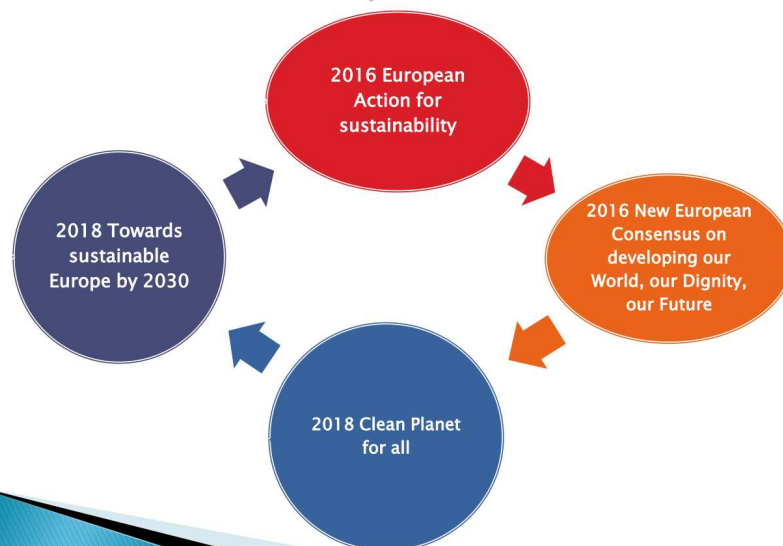 2016 European
Action for
sustainability
2016 New European
Consensus on
developing our
World, our Dignity,
our Future
2018 Clean Planet
for all
2018 Towards
sustainable
Europe by 2030